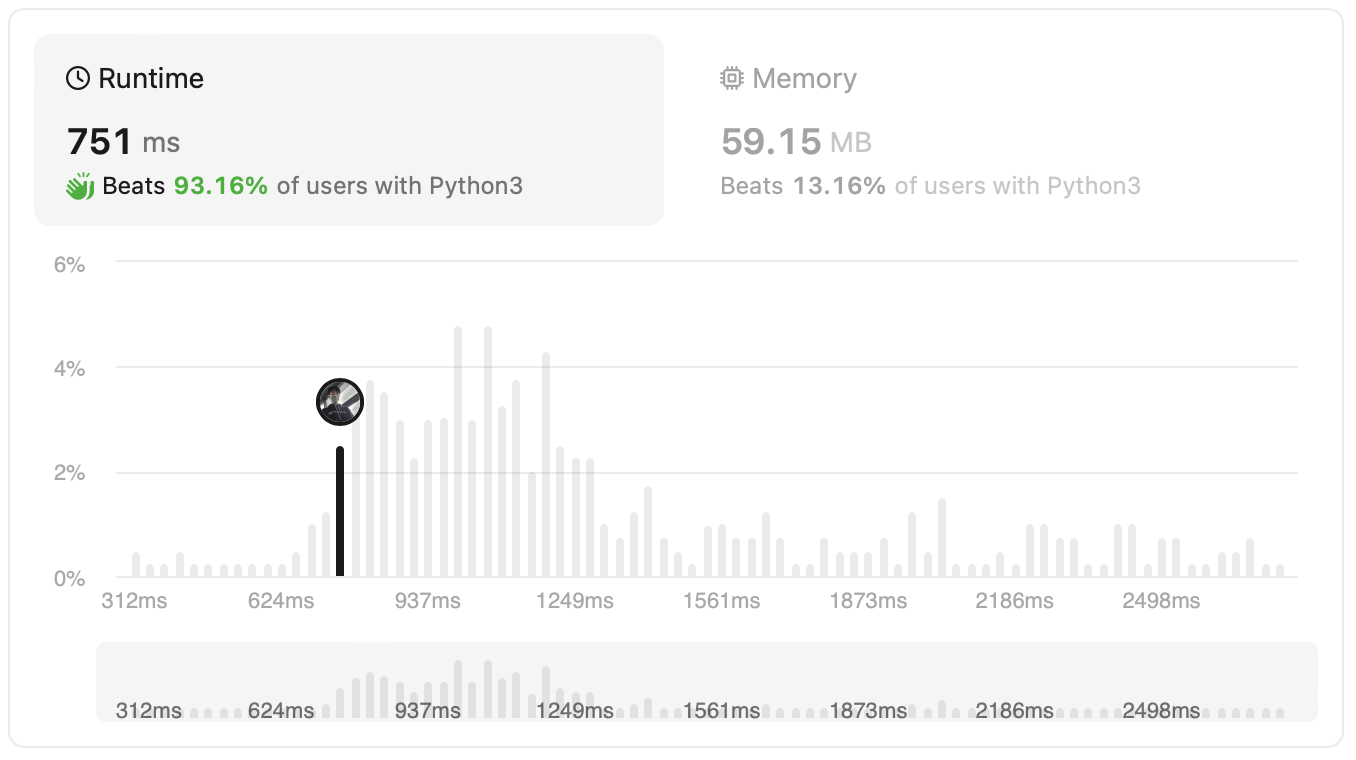 Runtime
751 ms
Beats 93.16% of users with Python3
Memory
59.15 MB
Beats 13.16% of users with Python3
6%
4%
2%
0%
312ms 624ms 937ms 1249ms 1561ms 1873ms 2186ms 2498ms
312ms 624ms 937ms 1249ms 1561ms 1873ms 2186ms 2498ms